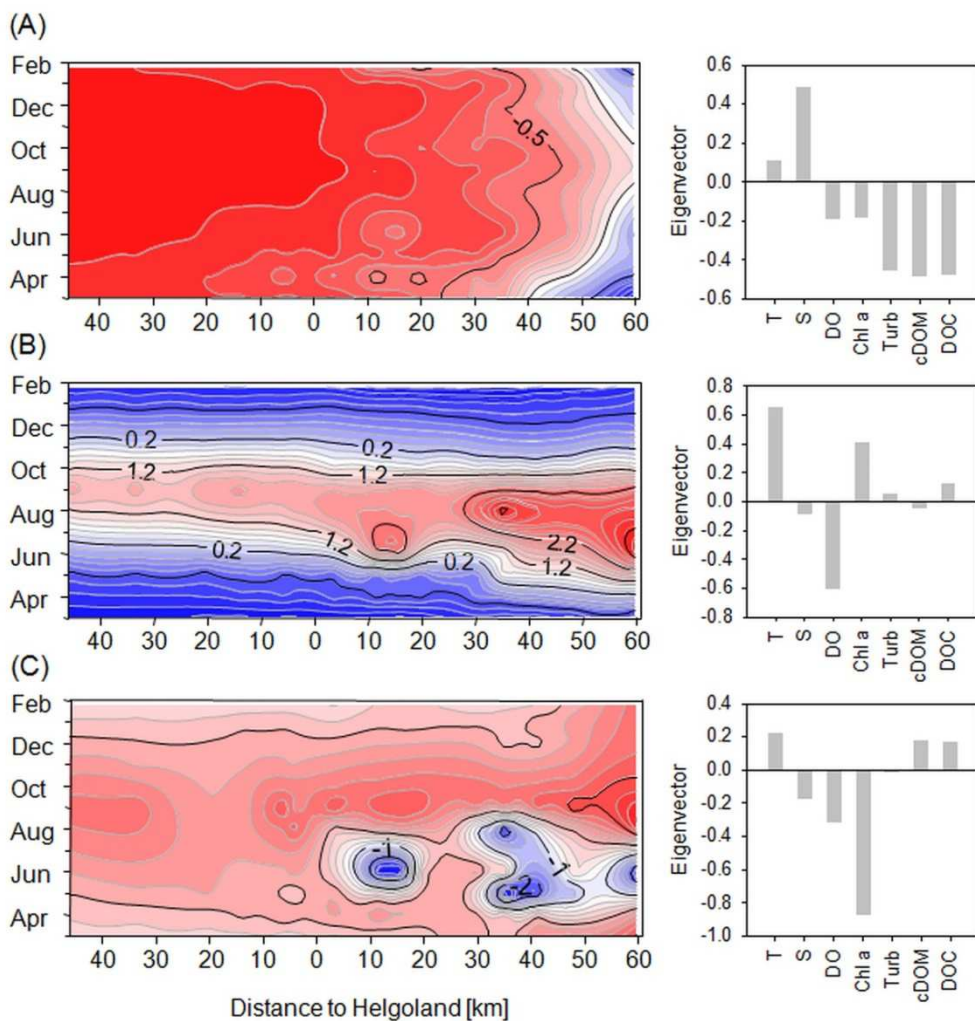 (A)
Feb
Dec
Oct
Aug
Jun
Apr
-0.5
40 30 20 10 0 10 20 30 40 50 60
Eigenvector
0.6
0.4
0.2
0.0
-0.2
-0.4
-0.6
T S DO Chl a Turb cDOM DOC
(B)
Feb
Dec
Oct
Aug
Jun
Apr
0.2 0.2
1.2 1.2
1.2 2.2
0.2 0.2 1.2
40 30 20 10 0 10 20 30 40 50 60
Eigenvector
0.8
0.6
0.4
0.2
0.0
-0.2
-0.4
-0.6
-0.8
T S DO Chl a Turb cDOM DOC
(C)
Feb
Dec
Oct
Aug
Jun
Apr
-1 -1
-2
40 30 20 10 0 10 20 30 40 50 60
Distance to Helgoland [km]
Eigenvector
0.4
0.2
0.0
-0.2
-0.4
-0.6
-0.8
-1.0
T S DO Chl a Turb cDOM DOC